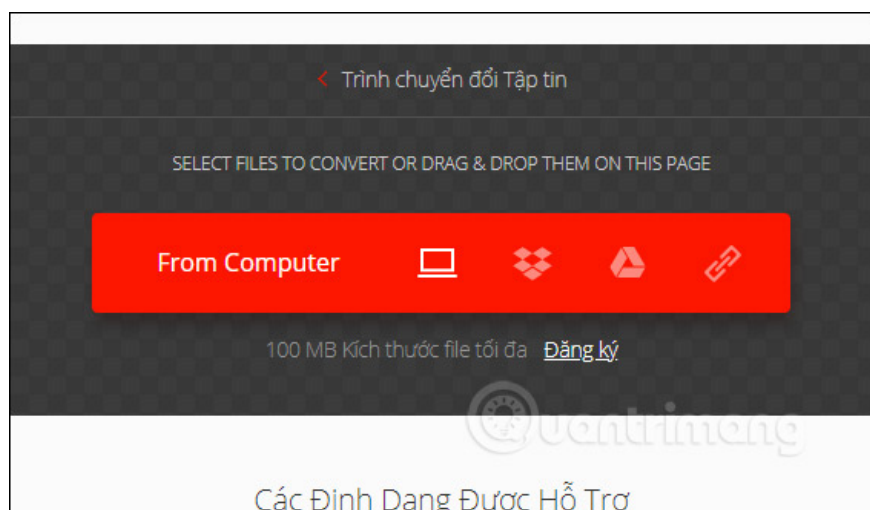 Trình chuyển đổi Tập tin
SELECT FILES TO CONVERT OR DRAG & DROP THEM ON THIS PAGE
From Computer
100 MB Kích thước file tối đa Đăng ký
Quantrimang
Các Định Dạng Được Hỗ Trợ